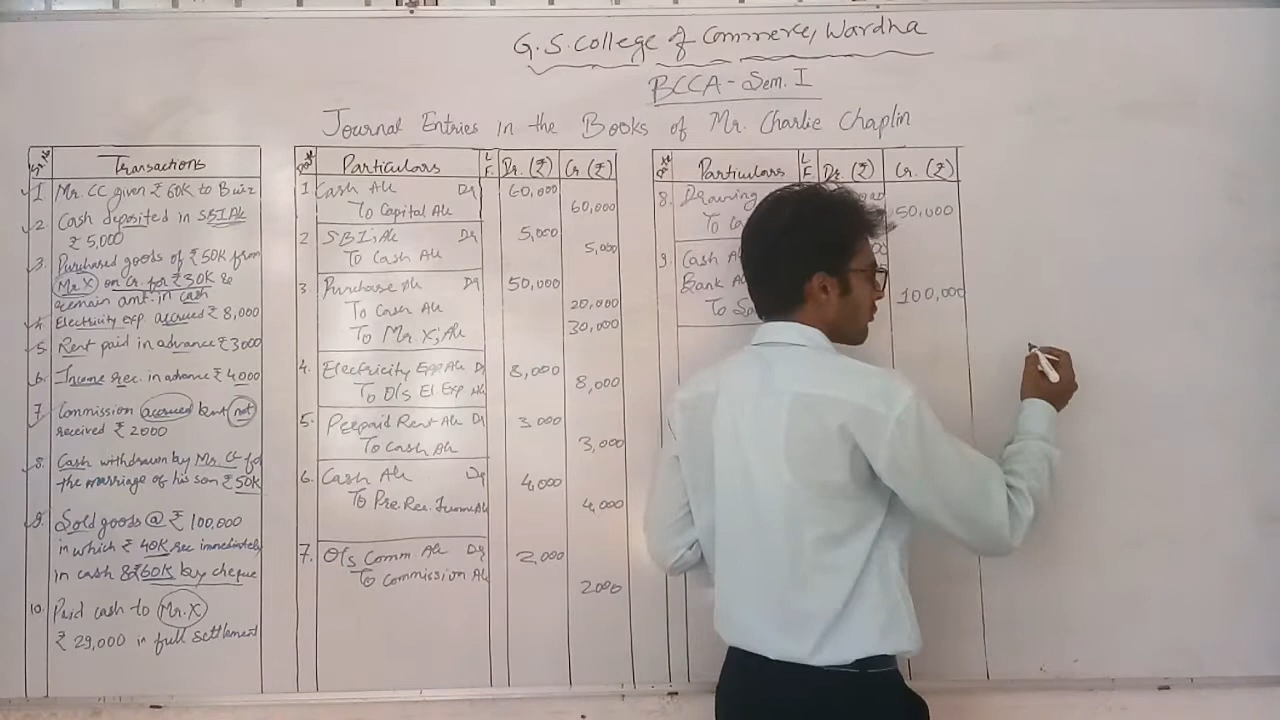 G.S. College of Commerce, Wardha
BCCA - Sem. I
Journal Entries in the Books of Mr. Charlie Chaplin
Sr. No Transactions
1 Mr. CC given ₹ 60K to Buiz
2 Cash deposited in SBI A/c
₹ 5,000
3. Purchased goods of ₹ 50K from
Mr. X on Cr. for ₹ 30K &
remain amt. in cash
4. Electricity exp accrued ₹ 8,000
5 Rent paid in advance ₹ 3000
6. Income rec. in advance ₹ 4000
7 Commission accrued but not
received ₹ 2000
8. Cash withdrawn by Mr. CC for
the marriage of his son ₹ 50K
9. Sold goods @ ₹ 100,000
in which ₹ 40K rec immediately
in cash & ₹ 60K by cheque
10. Paid cash to Mr. X
₹ 29,000 in full settlement
Date Particulars L.F. Dr. (₹) Cr (₹)
1 Cash A/c Dr 60,000
To Capital A/c 60,000
2 SBI's A/c Dr 5,000
To Cash A/c 5,000
3 Purchase A/c Dr 50,000
To Cash A/c 20,000
To Mr. X's A/c 30,000
4. Electricity Exp A/c Dr 8,000
To O/s El. Exp A/c 8,000
5. Prepaid Rent A/c Dr 3,000
To Cash A/c 3,000
6. Cash A/c Dr 4,000
To Pre. Rec. Income A/c 4,000
7. O/s Comm. A/c Dr 2,000
To Commission A/c 2000
Date Particulars L.F. Dr. (₹) Cr. (₹)
8. Drawing
To 50,000
9. Cash A
Bank A
To 100,000